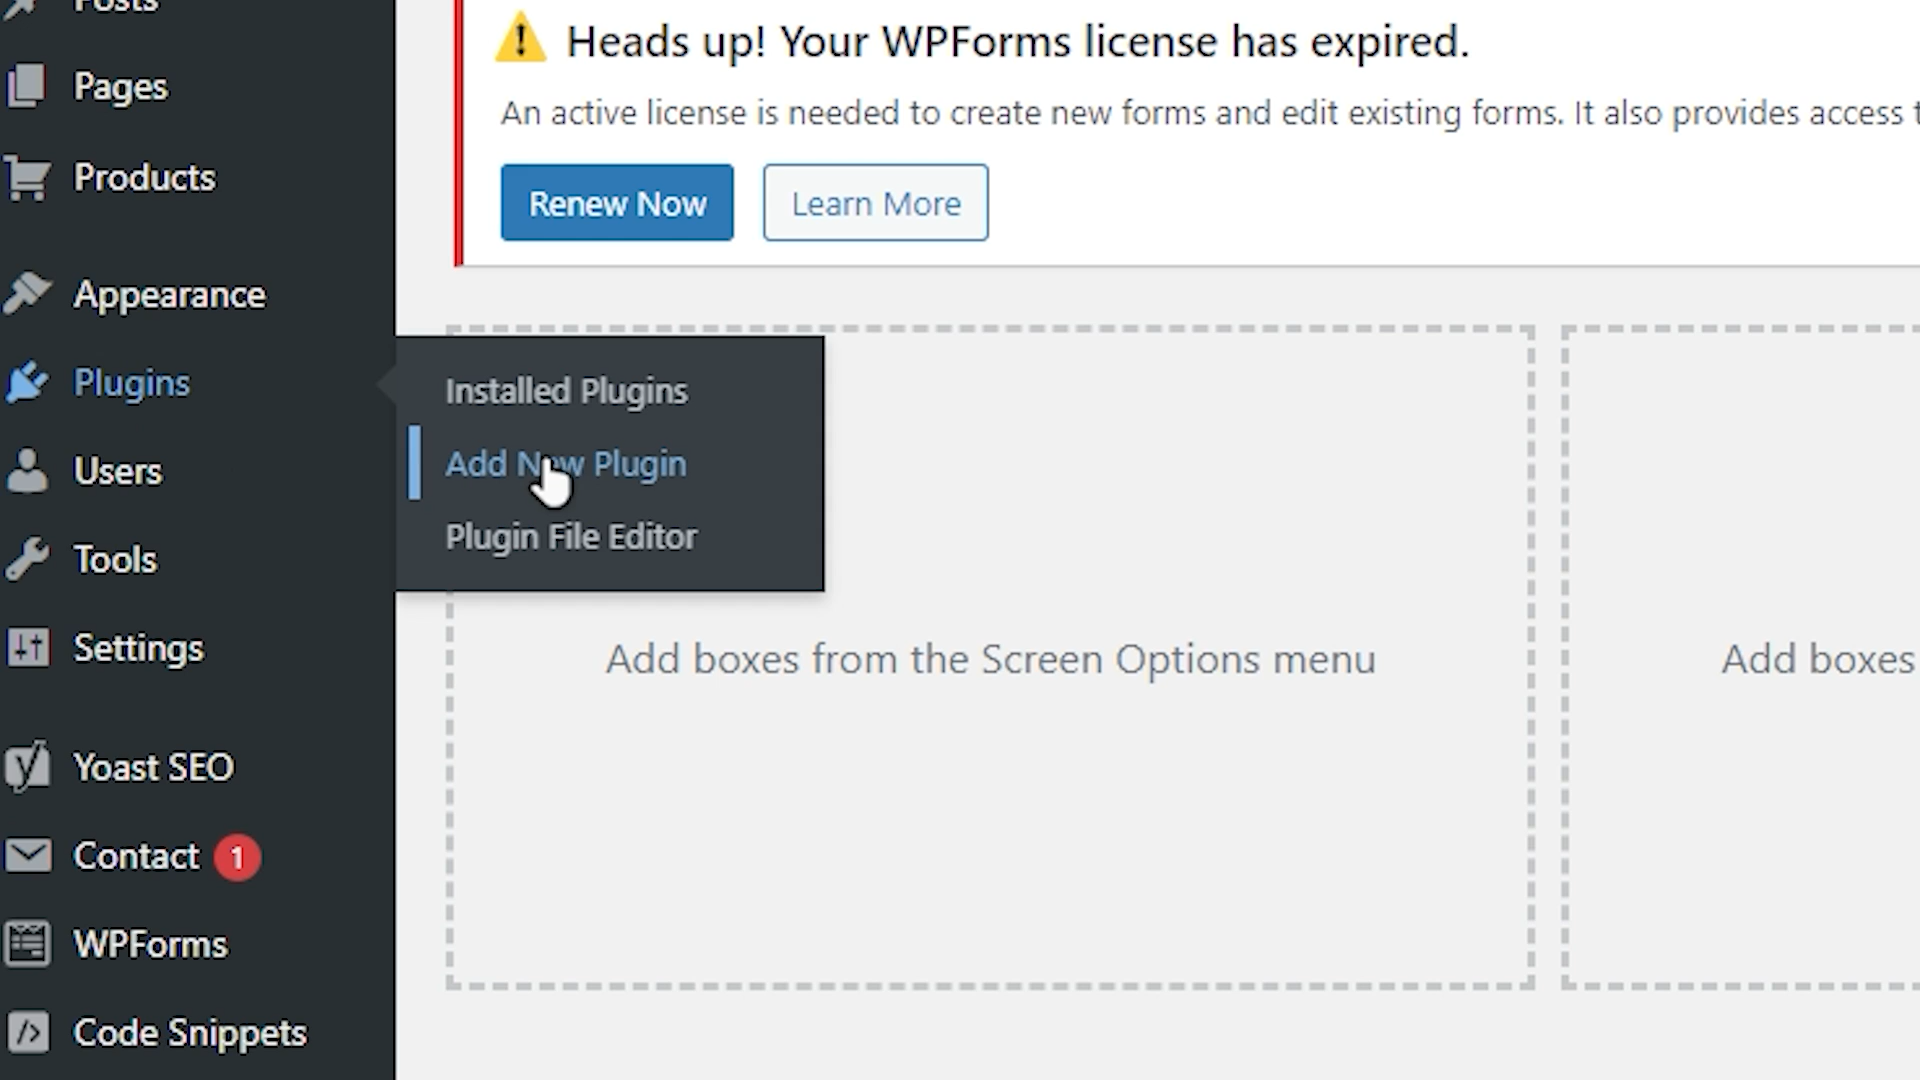 Posts
Pages
Products
Appearance
Plugins
Users
Tools
Settings
Yoast SEO
Contact 1
WPForms
Code Snippets
Installed Plugins
Add New Plugin
Plugin File Editor
Heads up! Your WPForms license has expired.
An active license is needed to create new forms and edit existing forms. It also provides access
Renew Now
Learn More
Add boxes from the Screen Options menu
Add boxes